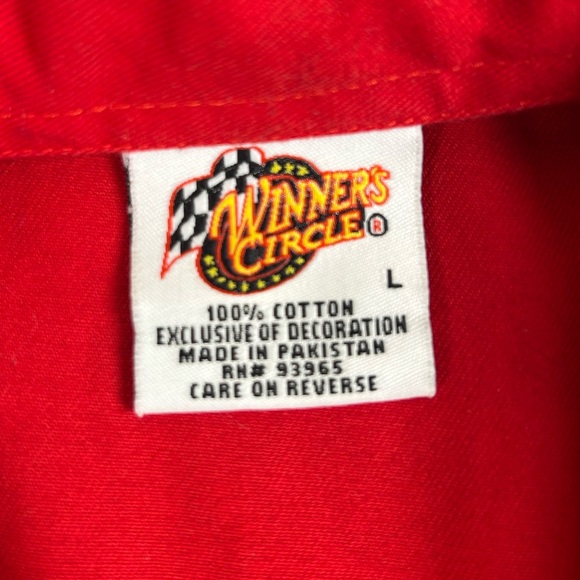 WINNER'S
CIRCLE ®
L
100% COTTON
EXCLUSIVE OF DECORATION
MADE IN PAKISTAN
RN# 93965
CARE ON REVERSE